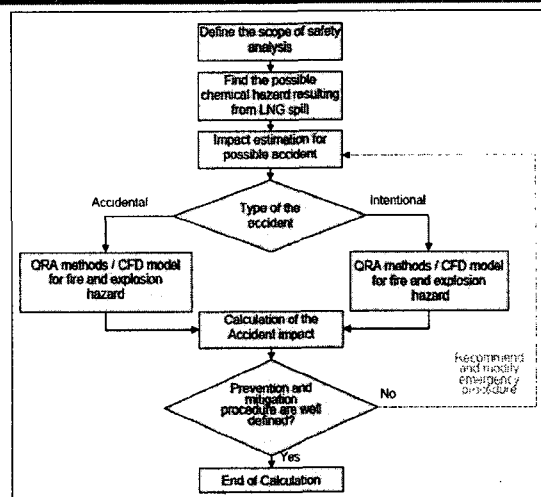 Define the scope of safety
analysis
Find the possible
chemical hazard resulting
from LNG spill
Impact estimation for
possible accident
Accidental
Type of the
accident
Intentional
QRA methods / CFD model
for fire and explosion
hazard
QRA methods / CFD model
for fire and explosion
hazard
Calculation of the
Accident impact
Recommend
and modify
emergency
procedure
Prevention and
mitigation
procedure are well
defined?
No
Yes
End of Calculation